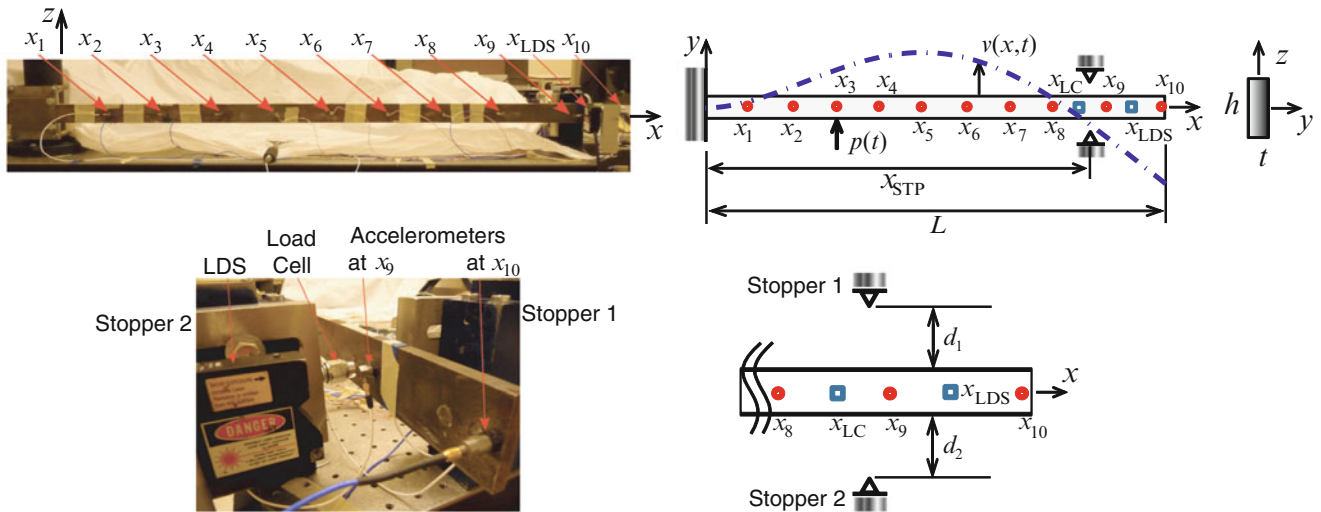 z
x1 x2 x3 x4 x5 x6 x7 x8 x9 xLDS x10
x
y
v(x,t)
x3 x4 xLC x9 x10
x1 x2 x5 x6 x7 x8 xLDS
x
p(t)
xSTP
L
z
h
y
t
Load Cell
Accelerometers
LDS
at x9 at x10
Stopper 2
Stopper 1
DANGER
Stopper 1
d1
x
x8 xLC x9 xLDS x10
d2
Stopper 2